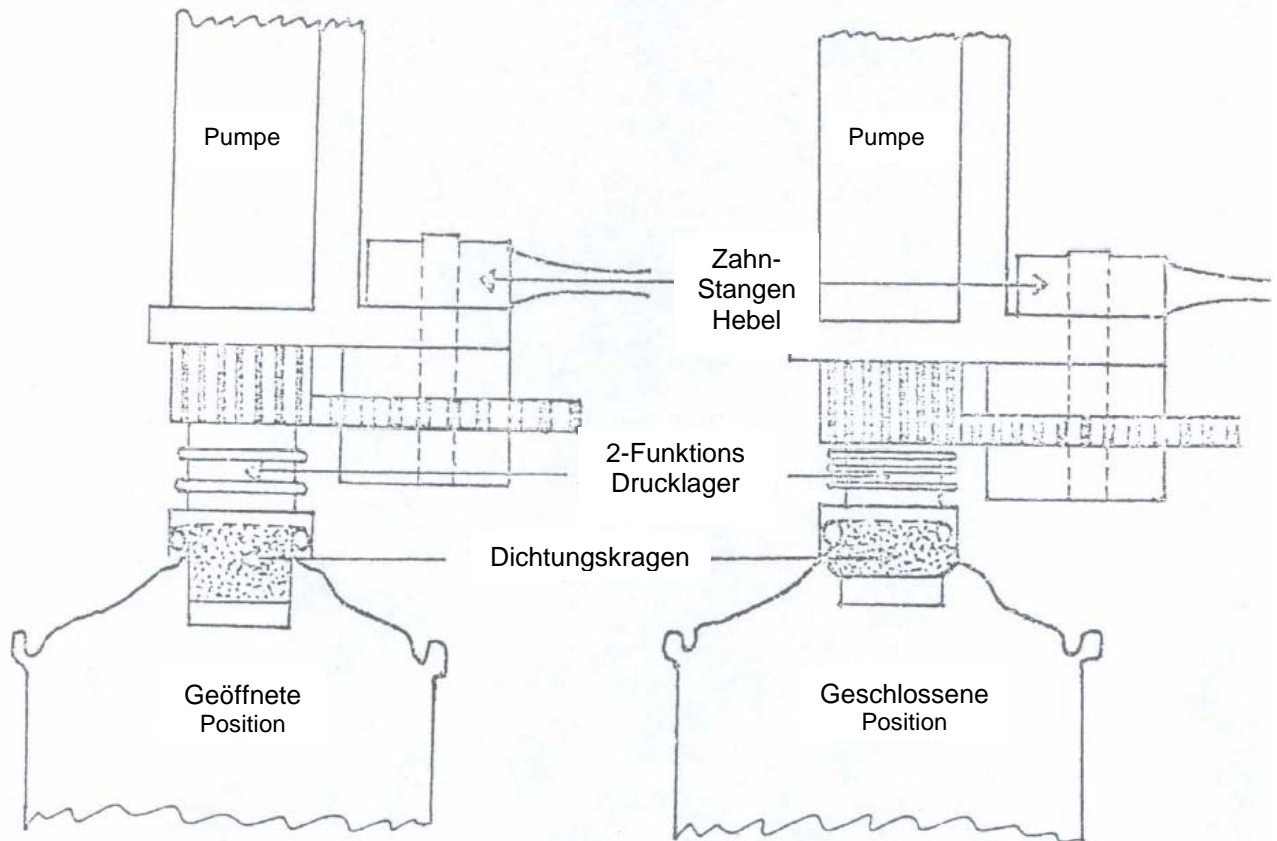 Pumpe
Pumpe
Zahn-
Stangen
Hebel
2-Funktions
Drucklager
Dichtungskragen
Geöffnete
Position
Geschlossene
Position